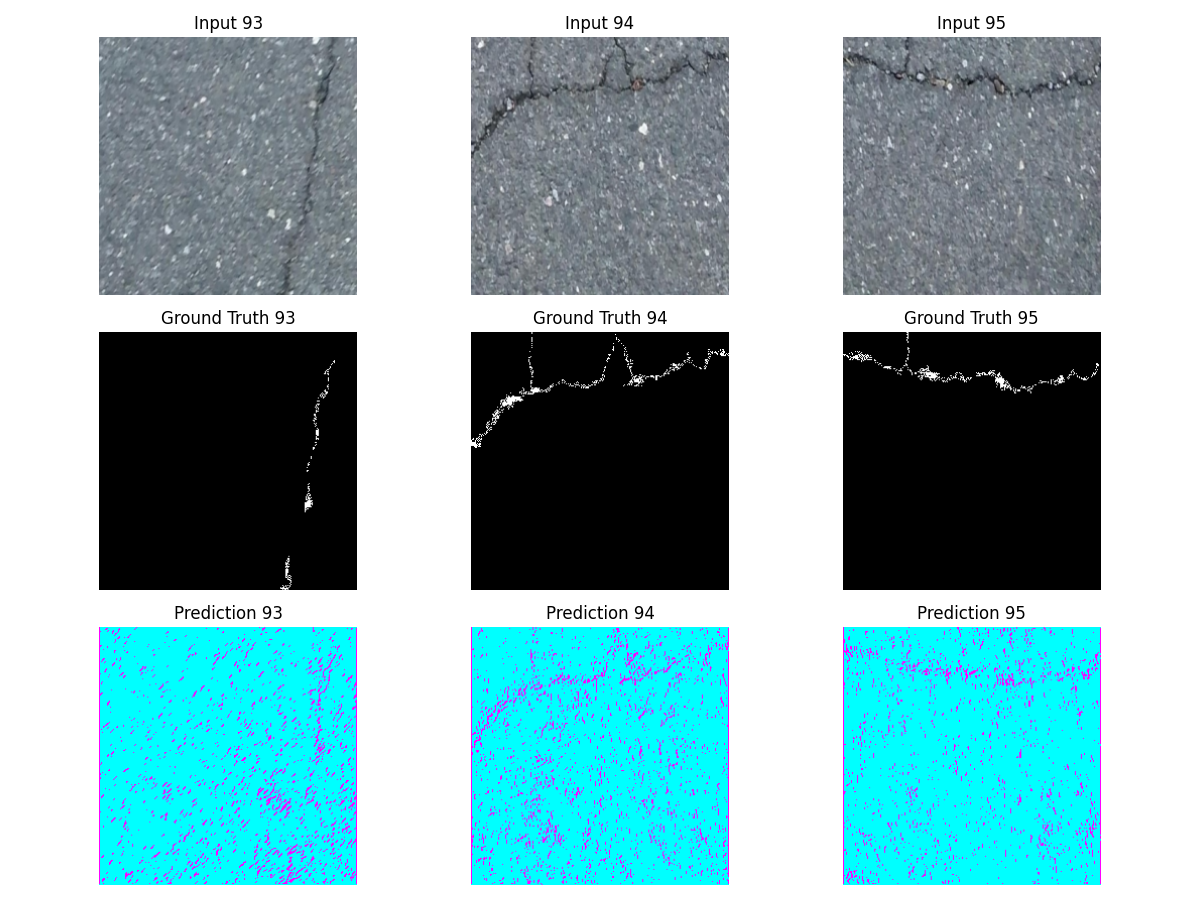 Input 93
Input 94
Input 95
Ground Truth 93
Ground Truth 94
Ground Truth 95
Prediction 93
Prediction 94
Prediction 95